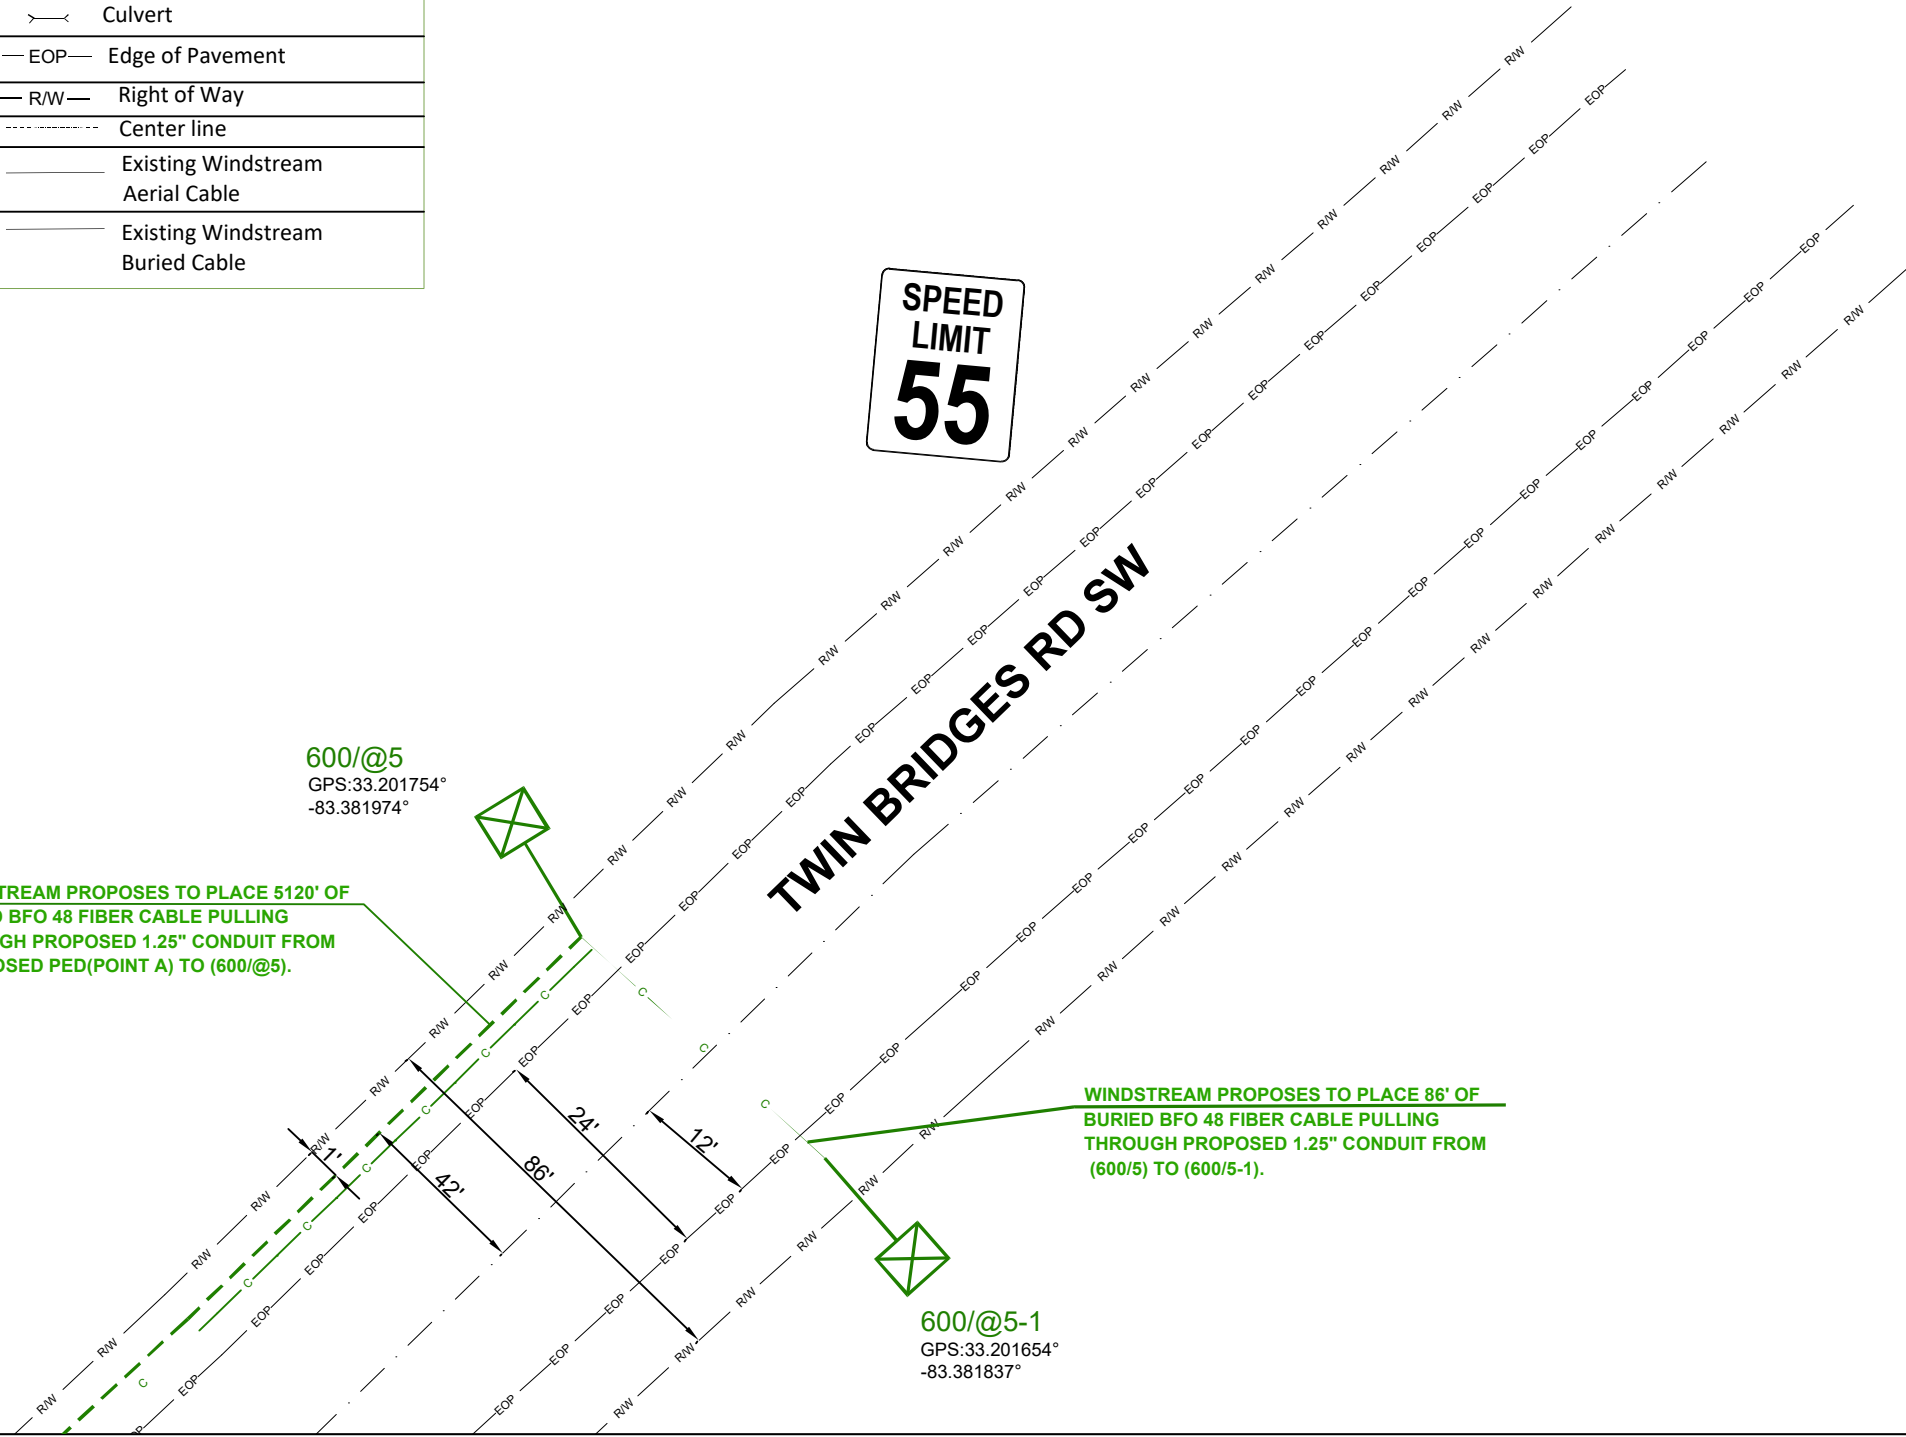 Culvert
EOP Edge of Pavement
R/W Right of Way
Center line
Existing Windstream
Aerial Cable
Existing Windstream
Buried Cable
SPEED
LIMIT
55
TWIN BRIDGES RD SW
600/@5
GPS:33.201754°
-83.381974°
TREAM PROPOSES TO PLACE 5120' OF
BFO 48 FIBER CABLE PULLING
GH PROPOSED 1.25" CONDUIT FROM
OSED PED(POINT A) TO (600/@5).
1'
42'
86'
24'
12'
WINDSTREAM PROPOSES TO PLACE 86' OF
BURIED BFO 48 FIBER CABLE PULLING
THROUGH PROPOSED 1.25" CONDUIT FROM
(600/5) TO (600/5-1).
600/@5-1
GPS:33.201654°
-83.381837°
R/W
EOP
C